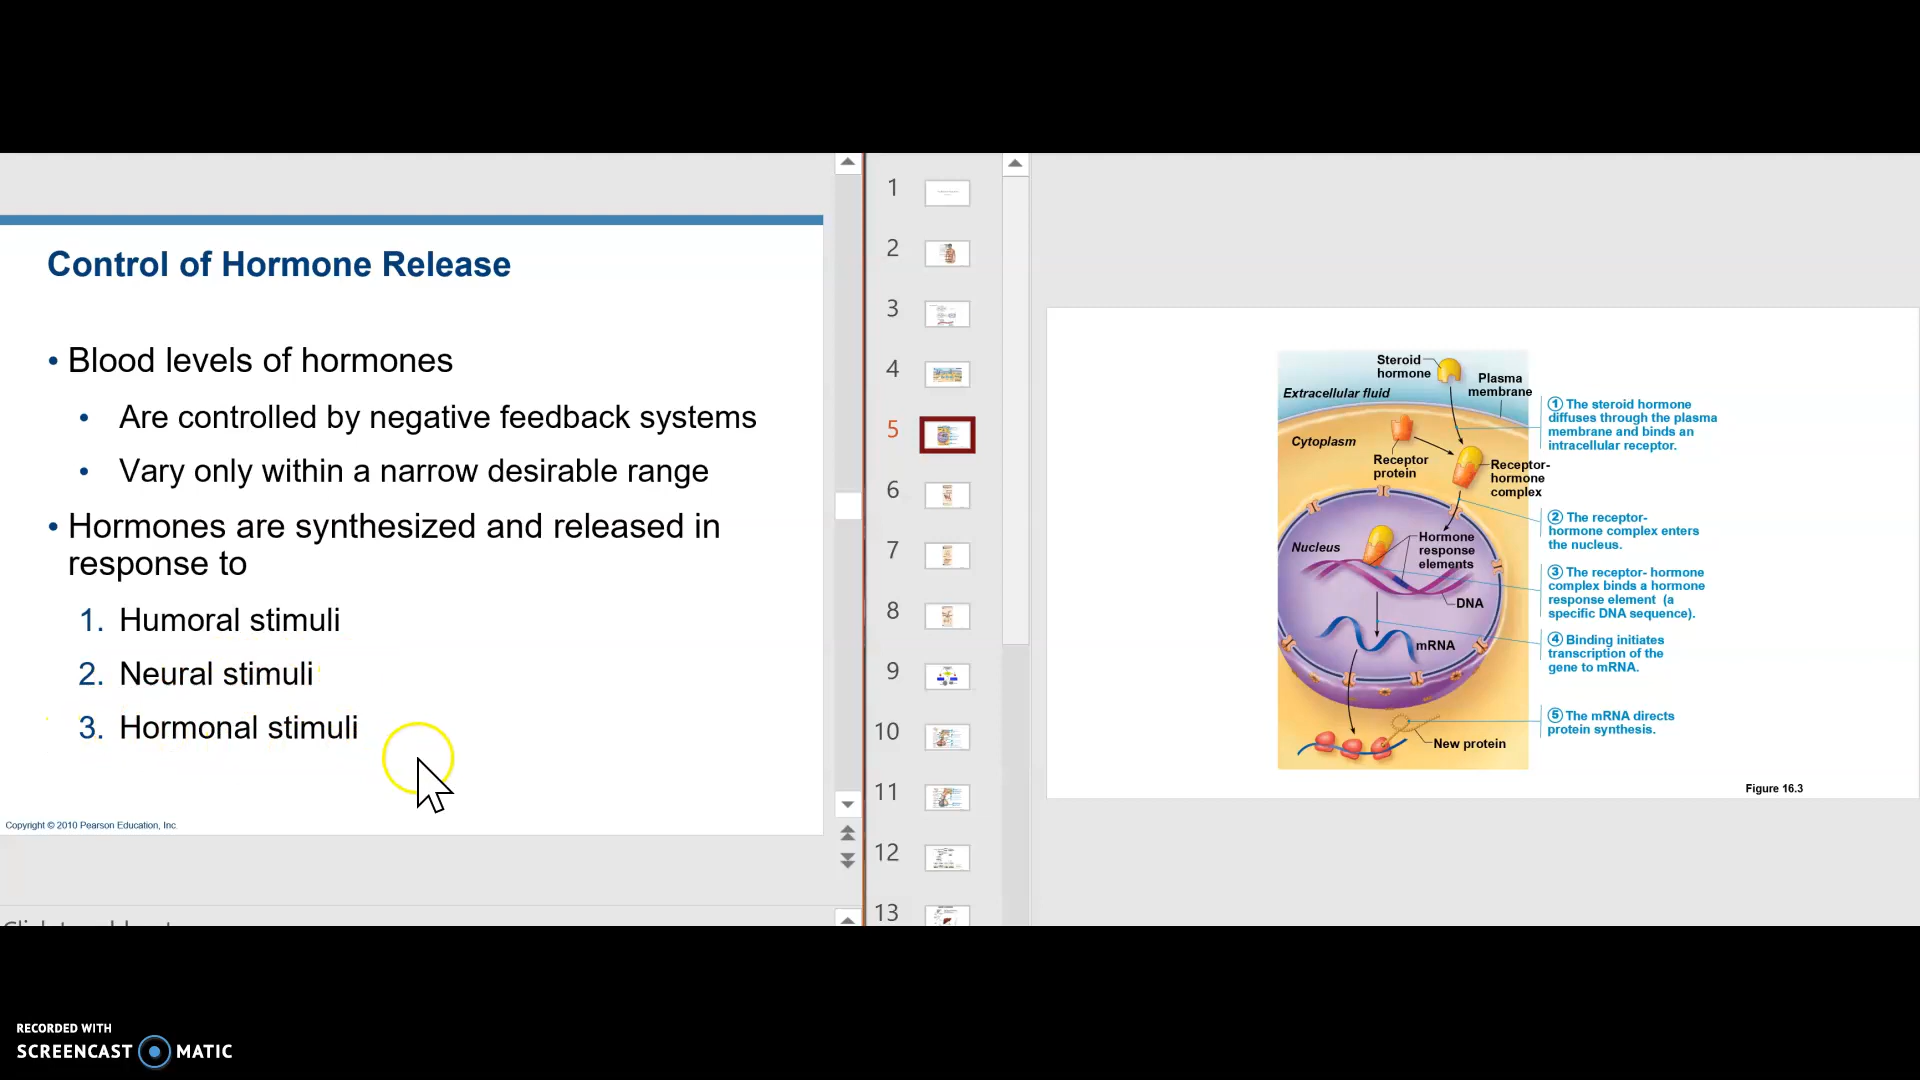 Control of Hormone Release
• Blood levels of hormones
• Are controlled by negative feedback systems
• Vary only within a narrow desirable range
• Hormones are synthesized and released in
response to
1. Humoral stimuli
2. Neural stimuli
3. Hormonal stimuli
Copyright © 2010 Pearson Education, Inc.
1
2
3
4
5
6
7
8
9
10
11
12
13
Steroid
hormone
Plasma
membrane
Extracellular fluid
Cytoplasm
Receptor
protein
Receptor-
hormone
complex
Nucleus
Hormone
response
elements
DNA
mRNA
New protein
① The steroid hormone
diffuses through the plasma
membrane and binds an
intracellular receptor.
② The receptor-
hormone complex enters
the nucleus.
③ The receptor- hormone
complex binds a hormone
response element (a
specific DNA sequence).
④ Binding initiates
transcription of the
gene to mRNA.
⑤ The mRNA directs
protein synthesis.
Figure 16.3
RECORDED WITH
SCREENCAST MATIC